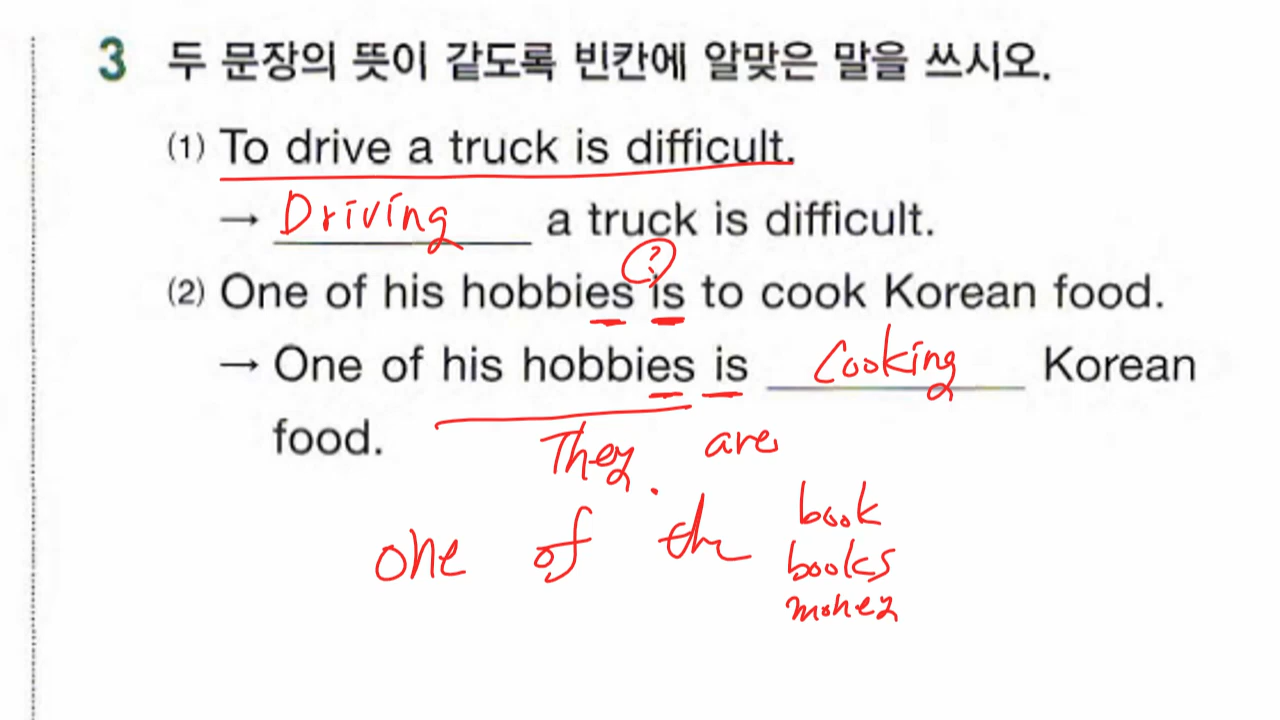 3 두 문장의 뜻이 같도록 빈칸에 알맞은 말을 쓰시오.
(1) To drive a truck is difficult.
→ Driving a truck is difficult.
?
(2) One of his hobbies is to cook Korean food.
→ One of his hobbies is Cooking Korean
food.
They are
book
one of the
books
money